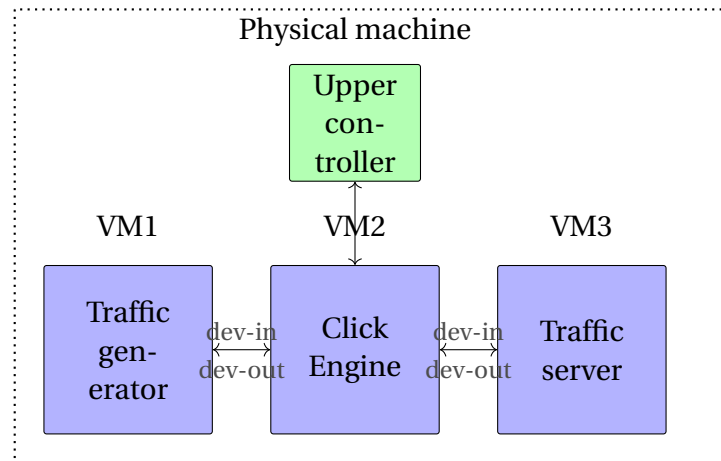 Physical machine
Upper
con-
troller
VM1
VM2
VM3
Traffic
gen-
erator
dev-in
dev-out
Click
Engine
dev-in
dev-out
Traffic
server